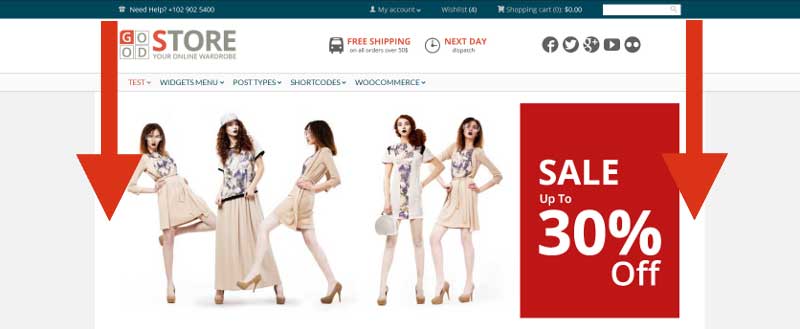 Need Help? +102 902 5400
My account
Wishlist (4)
Shopping cart (0): $0.00
GO
OD
STORE
YOUR ONLINE WARDROBE
FREE SHIPPING
on all orders over 50$
NEXT DAY
dispatch
TEST
WIDGETS MENU
POST TYPES
SHORTCODES
WOOCOMMERCE
SALE
Up To
30%
Off